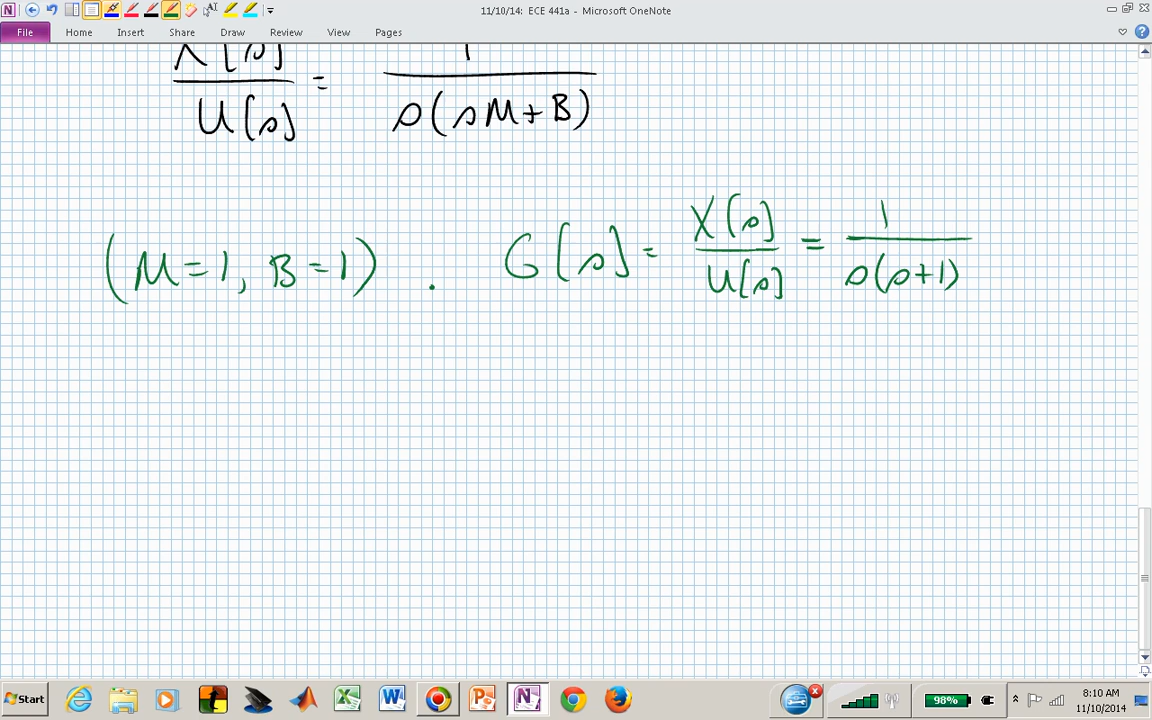 11/10/14: ECE 441a - Microsoft OneNote
File Home Insert Share Draw Review View Pages
X(s)
U(s) = 1
s(sM+B)
(M=1, B=1) . G(s) = X(s)
U(s) = 1
s(s+1)
Start
98%
8:10 AM
11/10/2014